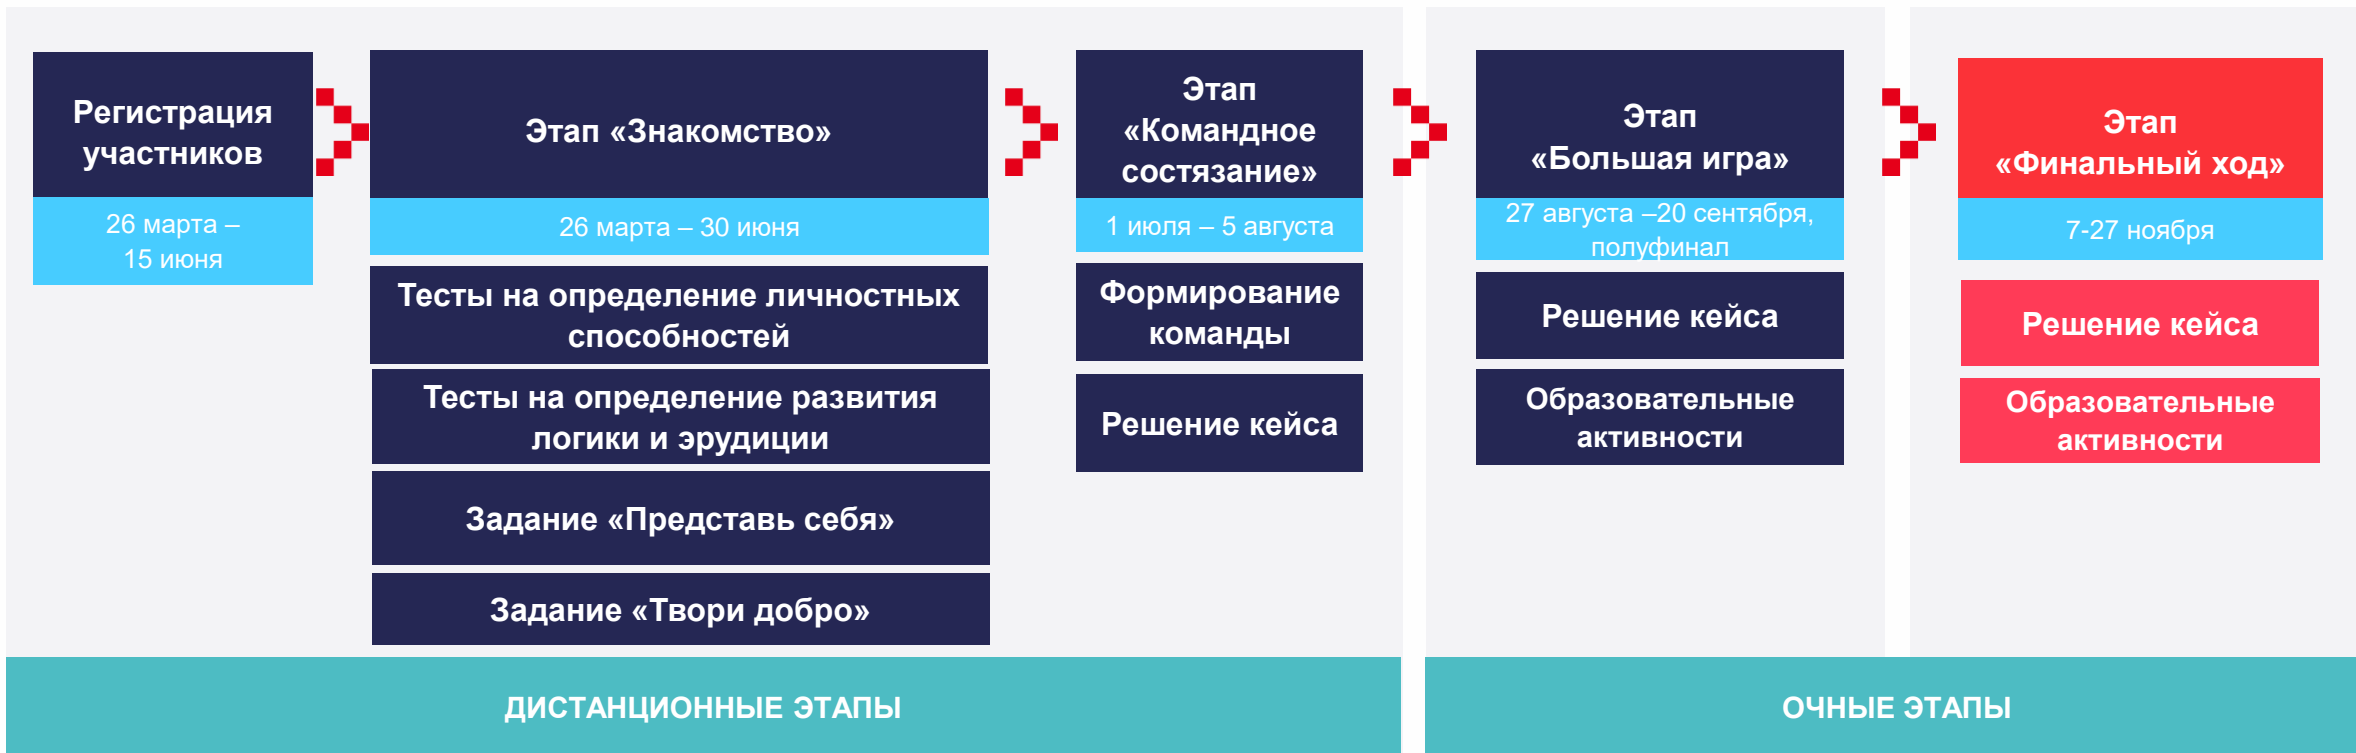 Регистрация
участников
26 марта –
15 июня
Этап «Знакомство»
26 марта – 30 июня
Тесты на определение личностных
способностей
Тесты на определение развития
логики и эрудиции
Задание «Представь себя»
Задание «Твори добро»
Этап
«Командное
состязание»
1 июля – 5 августа
Формирование
команды
Решение кейса
Этап
«Большая игра»
27 августа –20 сентября,
полуфинал
Решение кейса
Образовательные
активности
Этап
«Финальный ход»
7-27 ноября
Решение кейса
Образовательные
активности
ДИСТАНЦИОННЫЕ ЭТАПЫ
ОЧНЫЕ ЭТАПЫ